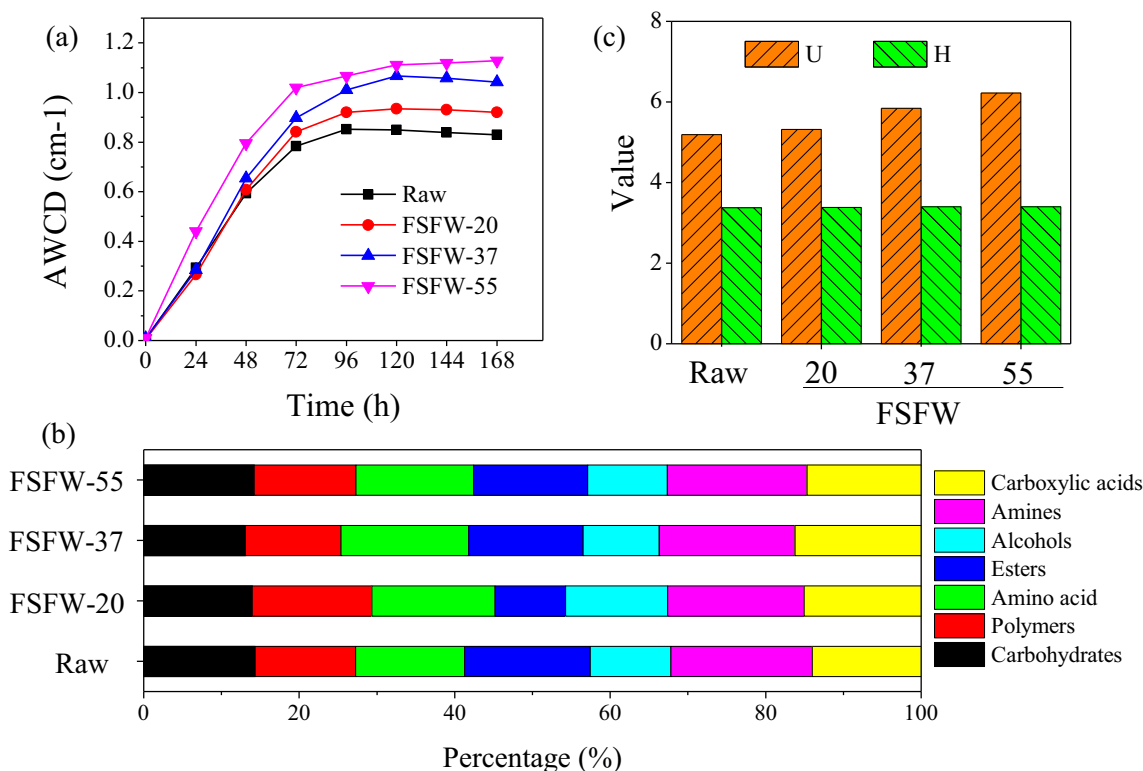 (a)
AWCD (cm-1)
1.2
1.0
0.8
0.6
0.4
0.2
0.0
0 24 48 72 96 120 144 168
Time (h)
Raw
FSFW-20
FSFW-37
FSFW-55
(c)
Value
8
6
4
2
0
U H
Raw 20 37 55
FSFW
(b)
FSFW-55
FSFW-37
FSFW-20
Raw
0 20 40 60 80 100
Percentage (%)
Carboxylic acids
Amines
Alcohols
Esters
Amino acid
Polymers
Carbohydrates